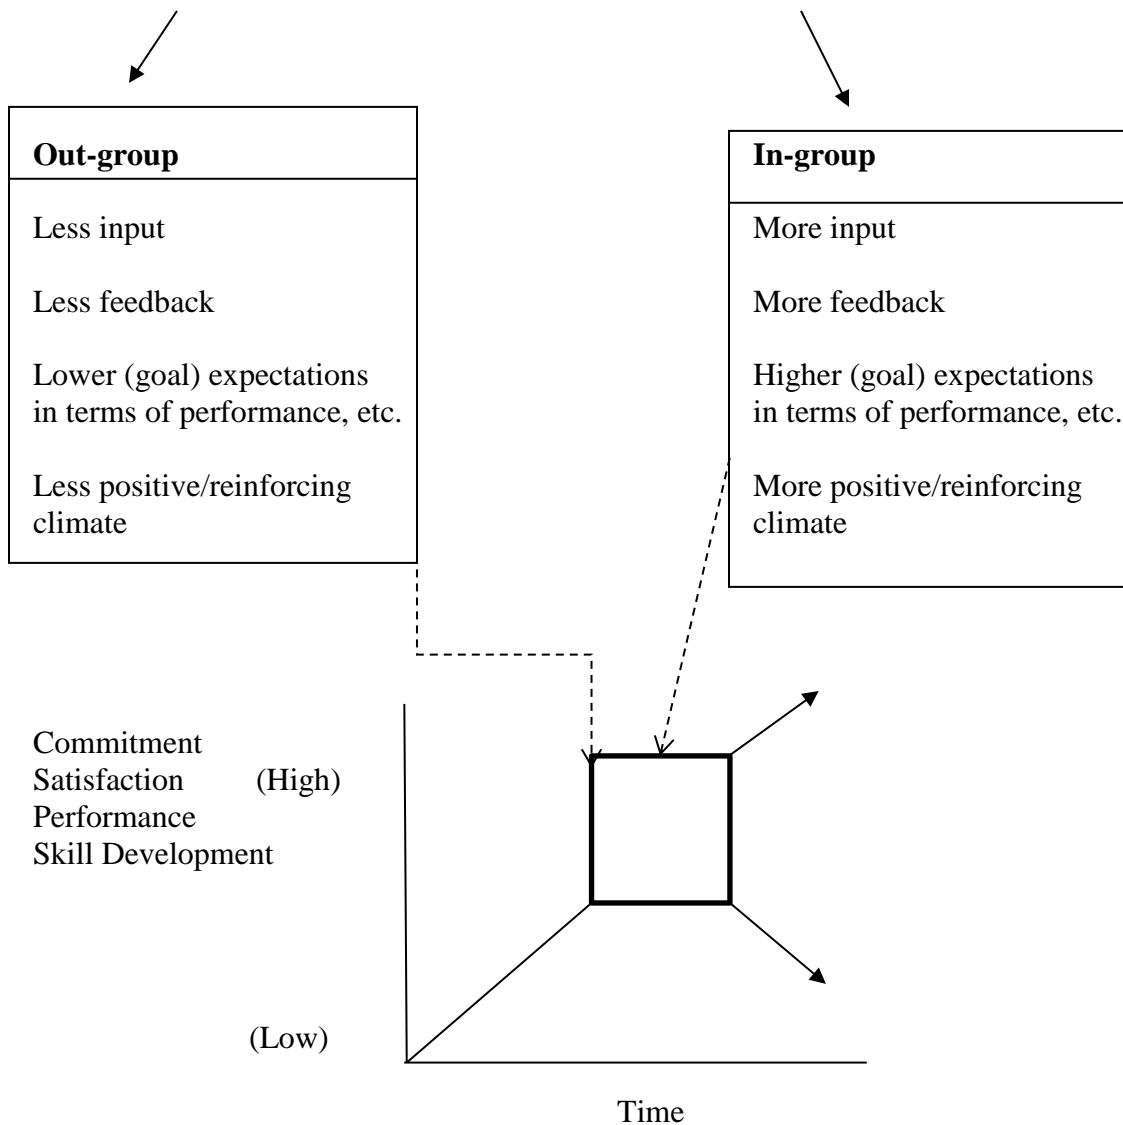 Out-group
Less input
Less feedback
Lower (goal) expectations
in terms of performance, etc.
Less positive/reinforcing
climate
In-group
More input
More feedback
Higher (goal) expectations
in terms of performance, etc.
More positive/reinforcing
climate
Commitment
Satisfaction (High)
Performance
Skill Development
(Low)
Time